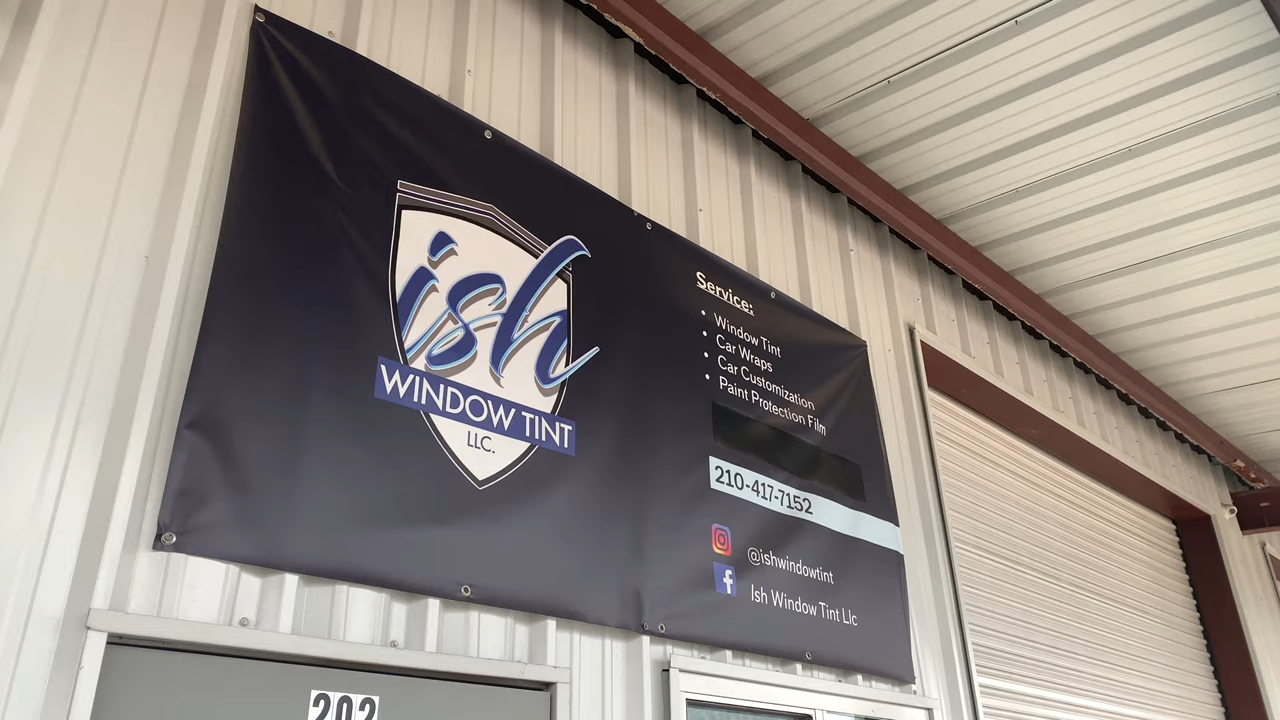 ish
WINDOW TINT
LLC.
Service:
• Window Tint
• Car Wraps
• Car Customization
• Paint Protection Film
210-417-7152
@ishwindowtint
Ish Window Tint Llc
202